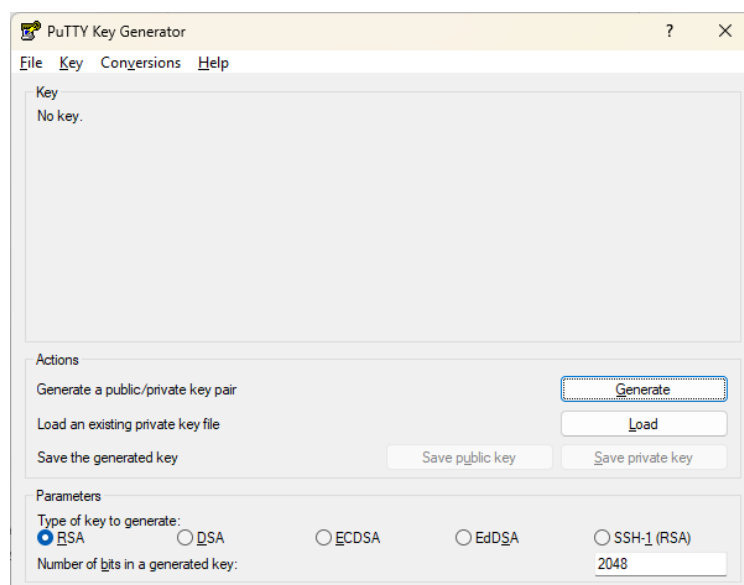 PuTTY Key Generator ?
File Key Conversions Help
Key
No key.
Actions
Generate a public/private key pair Generate
Load an existing private key file Load
Save the generated key Save public key Save private key
Parameters
Type of key to generate:
RSA DSA ECDSA EdDSA SSH-1 (RSA)
Number of bits in a generated key: 2048